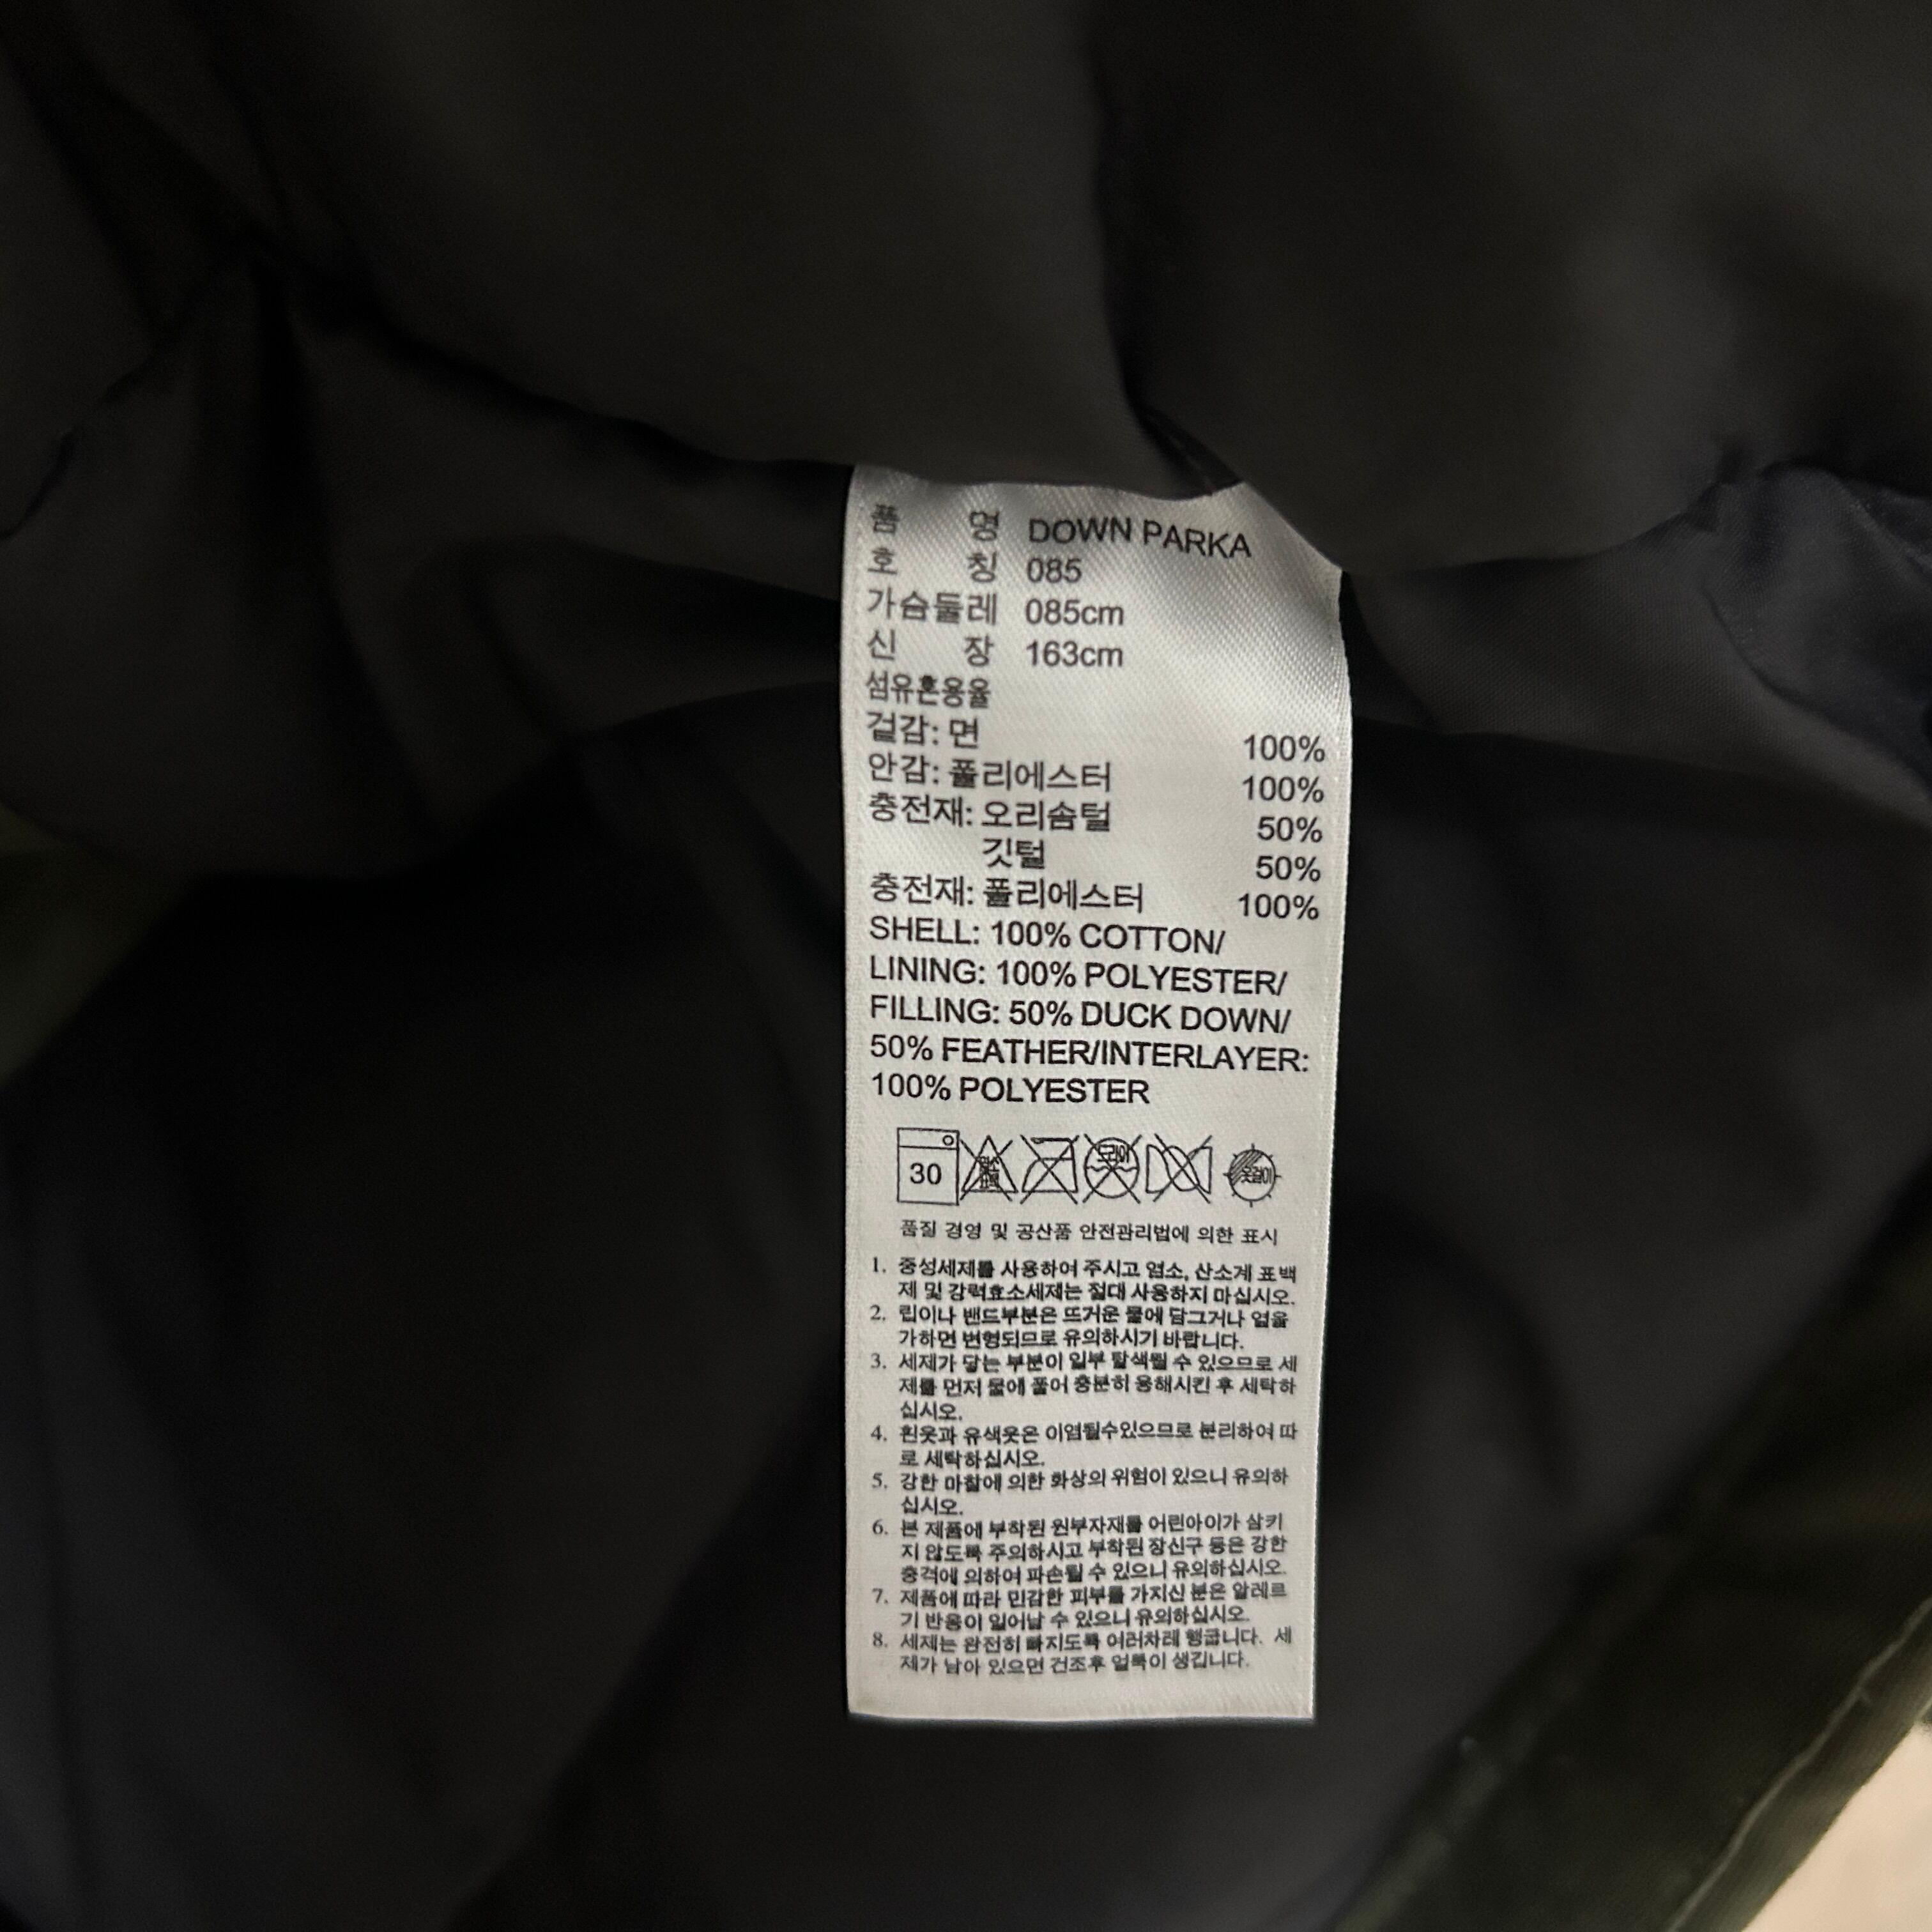 품 명 DOWN PARKA
호 칭 085
가슴둘레 085cm
신 장 163cm
섬유혼용율
겉감: 면 100%
안감: 폴리에스터 100%
충전재: 오리솜털 50%
깃털 50%
충전재: 폴리에스터 100%
SHELL: 100% COTTON/
LINING: 100% POLYESTER/
FILLING: 50% DUCK DOWN/
50% FEATHER/INTERLAYER:
100% POLYESTER
30 드라이 옷걸이
품질 경영 및 공산품 안전관리법에 의한 표시
1. 중성세제를 사용하여 주시고 염소, 산소계 표백
제 및 강력효소세제는 절대 사용하지 마십시오.
2. 립이나 밴드부분은 뜨거운 물에 담그거나 열을
가하면 변형되므로 유의하시기 바랍니다.
3. 세제가 닿는 부분이 일부 탈색될 수 있으므로 세
제를 먼저 물에 풀어 충분히 용해시킨 후 세탁하
십시오.
4. 흰옷과 유색옷은 이염될수있으므로 분리하여 따
로 세탁하십시오.
5. 강한 마찰에 의한 화상의 위험이 있으니 유의하
십시오.
6. 본 제품에 부착된 원부자재를 어린아이가 삼키
지 않도록 주의하시고 부착된 장신구 등은 강한
충격에 의하여 파손될 수 있으니 유의하십시오.
7. 제품에 따라 민감한 피부를 가지신 분은 알레르
기 반응이 일어날 수 있으니 유의하십시오.
8. 세제는 완전히 빠지도록 여러차례 헹굽니다. 세
제가 남아 있으면 건조후 얼룩이 생깁니다.